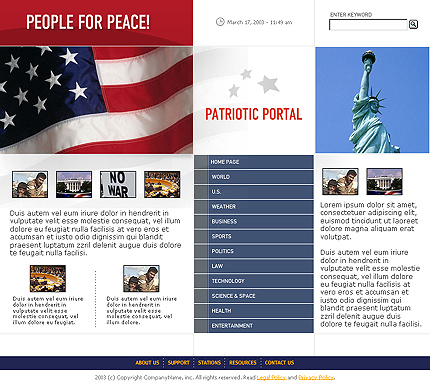 PEOPLE FOR PEACE!
March 17, 2003 - 11:49 am
ENTER KEYWORD
PATRIOTIC PORTAL
HOME PAGE
WORLD
U.S.
WEATHER
BUSINESS
SPORTS
POLITICS
LAW
TECHNOLOGY
SCIENCE & SPACE
HEALTH
ENTERTAINMENT
NO
WAR
Duis autem vel eum iriure dolor in hendrerit in
vulputate velit esse molestie consequat, vel illum
dolore eu feugiat nulla facilisis at vero eros et
accumsan et iusto odio dignissim qui blandit
praesent luptatum zzril delenit augue duis dolore
te feugait nulla facilisi.
Duis autem vel eum
iriure dolor in hendrerit in
vulputate velit esse
molestie consequat, vel
illum dolore eu feugiat.
Duis autem vel eum
iriure dolor in hendrerit in
vulputate velit esse
molestie consequat, vel
illum dolore.
Lorem ipsum dolor sit amet,
consectetuer adipiscing elit,
euismod tincidunt ut laoreet
dolore magna aliquam erat
volutpat.
Duis autem vel eum iriure
dolor in hendrerit in vulputate
velit esse molestie consequat,
vel illum dolore eu feugiat
nulla facilisis at vero eros et
accumsan et iusto odio
dignissim qui blandit praesent
luptatum zzril delenit augue
duis dolore te feugait nulla
facilisi.
ABOUT US
SUPPORT
STATIONS
RESOURCES
CONTACT US
2003 (c) Copyright CompanyName, inc. All rights reserved. Read Legal Policy and Privacy Policy.